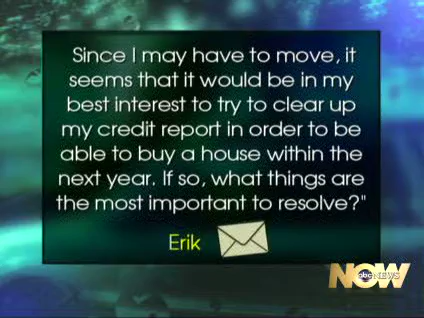 Since I may have to move, it
seems that it would be in my
best interest to try to clear up
my credit report in order to be
able to buy a house within the
next year. If so, what things are
the most important to resolve?"
Erik
NOW
abc NEWS